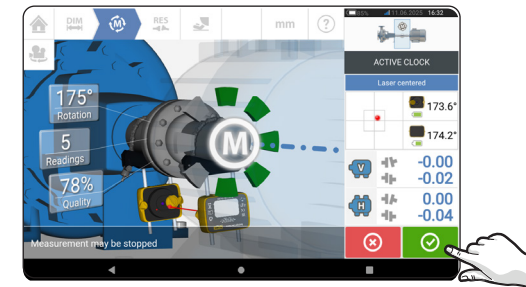 DIM
RES
mm
?
85%
11.06.2025 16:32
ACTIVE CLOCK
Laser centered
173.6°
174.2°
V
-0.00
-0.02
H
0.00
-0.04
175°
Rotation
5
Readings
78%
Quality
M
M
Measurement may be stopped